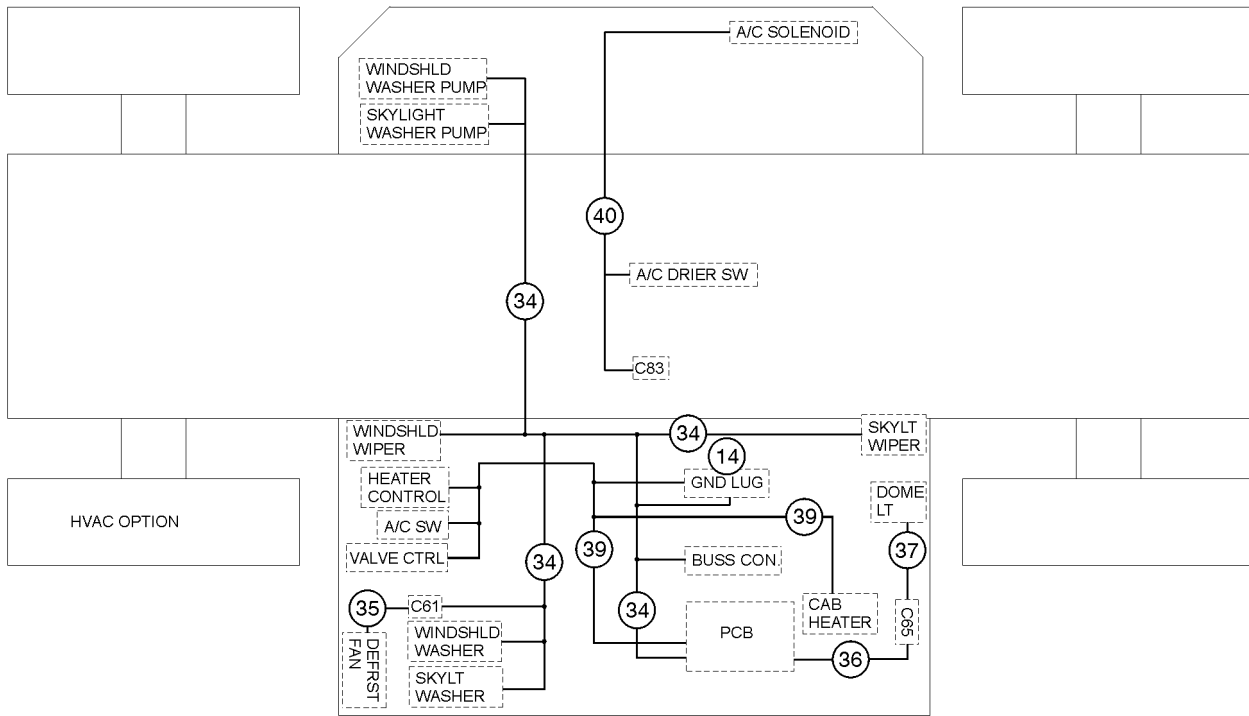 A/C SOLENOID
WINDSHLD
WASHER PUMP
SKYLIGHT
WASHER PUMP
40
A/C DRIER SW
34
C83
WINDSHLD
WIPER
34
SKYLT
WIPER
14
HEATER
CONTROL
GND LUG
DOME
LT
HVAC OPTION
A/C SW
39
VALVE CTRL
34
39
BUSS CON.
37
35
C61
34
CAB
HEATER
C65
WINDSHLD
WASHER
PCB
DEFRST
FAN
36
SKYLT
WASHER